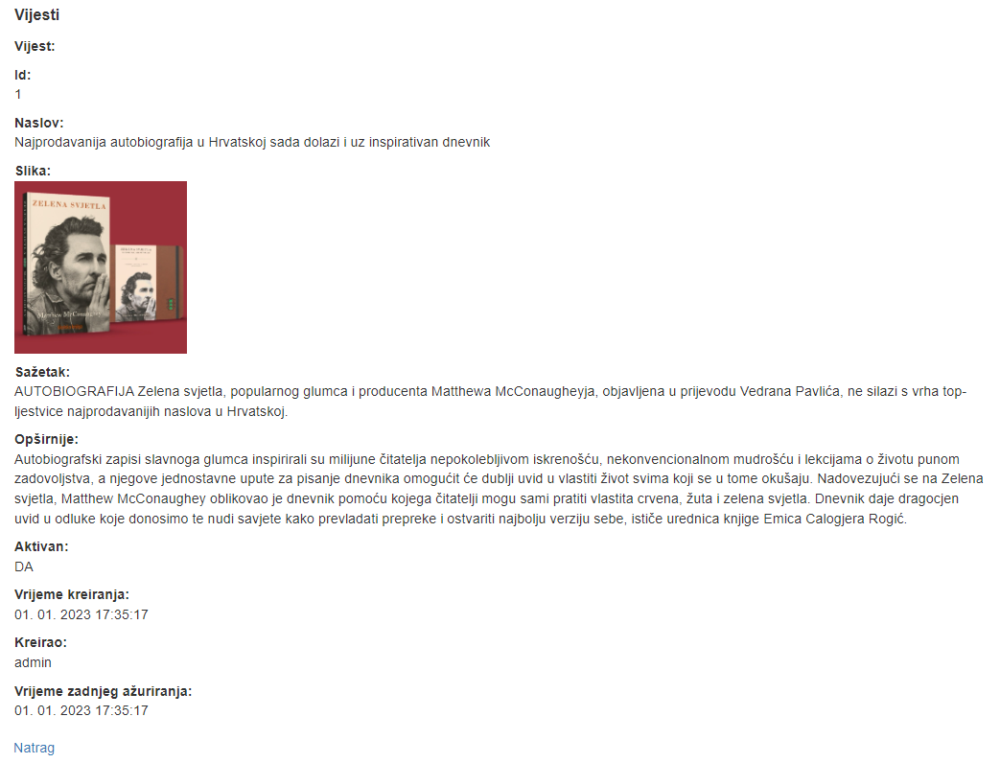 Vijesti
Vijest:
Id:
1
Naslov:
Najprodavanija autobiografija u Hrvatskoj sada dolazi i uz inspirativan dnevnik
Slika:
ZELENA SVJETLA
Matthew McConaughey
Sažetak:
AUTOBIOGRAFIJA Zelena svjetla, popularnog glumca i producenta Matthewa McConaugheyja, objavljena u prijevodu Vedrana Pavlića, ne silazi s vrha top-
ljestvice najprodavanijih naslova u Hrvatskoj.
Opširnije:
Autobiografski zapisi slavnoga glumca inspirirali su milijune čitatelja nepokolebljivom iskrenošću, nekonvencionalnom mudrošću i lekcijama o životu punom
zadovoljstva, a njegove jednostavne upute za pisanje dnevnika omogućit će dublji uvid u vlastiti život svima koji se u tome okušaju. Nadovezujući se na Zelena
svjetla, Matthew McConaughey oblikovao je dnevnik pomoću kojega čitatelji mogu sami pratiti vlastita crvena, žuta i zelena svjetla. Dnevnik daje dragocjen
uvid u odluke koje donosimo te nudi savjete kako prevladati prepreke i ostvariti najbolju verziju sebe, ističe urednica knjige Emica Calogjera Rogić.
Aktivan:
DA
Vrijeme kreiranja:
01. 01. 2023 17:35:17
Kreirao:
admin
Vrijeme zadnjeg ažuriranja:
01. 01. 2023 17:35:17
Natrag